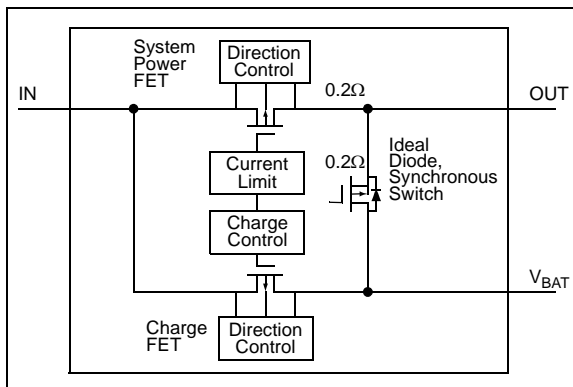 System
Power
FET
Direction
Control
IN
0.2Ω
OUT
0.2Ω
Ideal
Diode,
Synchronous
Switch
Current
Limit
Charge
Control
VBAT
Charge
FET
Direction
Control